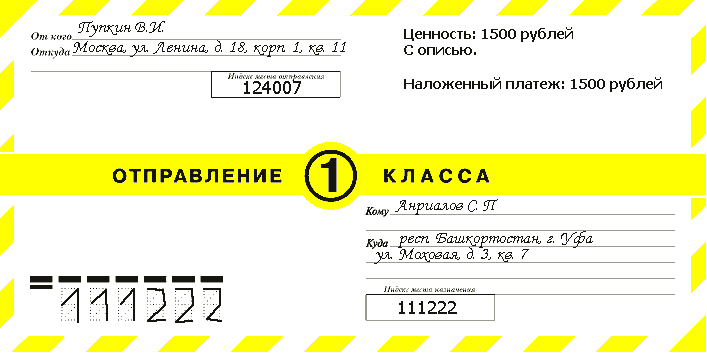 От кого Пупкин В.И.
Откуда Москва, ул. Ленина, д. 18, корп 1, кв. 11
Индекс места отправления
124007
Ценность: 1500 рублей
С описью.
Наложенный платеж: 1500 рублей
ОТПРАВЛЕНИЕ 1 КЛАССА
Кому Анриалов С. П
Куда респ. Башкортостан, г. Уфа
ул. Моховая, д. 3, кв. 7
Индекс места назначения
111222
111222